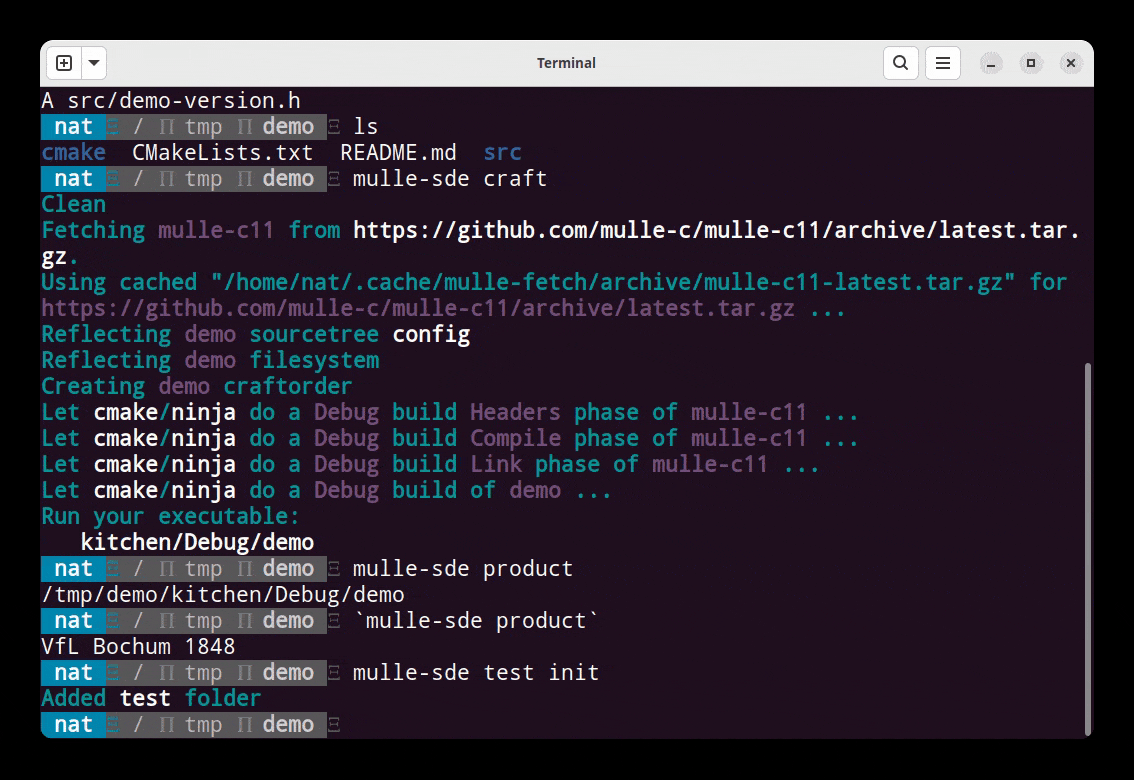 Terminal
A src/demo-version.h
nat / tmp demo ls
cmake CMakeLists.txt README.md src
nat / tmp demo mulle-sde craft
Clean
Fetching mulle-c11 from https://github.com/mulle-c/mulle-c11/archive/latest.tar.
gz.
Using cached "/home/nat/.cache/mulle-fetch/archive/mulle-c11-latest.tar.gz" for
https://github.com/mulle-c/mulle-c11/archive/latest.tar.gz ...
Reflecting demo sourcetree config
Reflecting demo filesystem
Creating demo craftorder
Let cmake/ninja do a Debug build Headers phase of mulle-c11 ...
Let cmake/ninja do a Debug build Compile phase of mulle-c11 ...
Let cmake/ninja do a Debug build Link phase of mulle-c11 ...
Let cmake/ninja do a Debug build of demo ...
Run your executable:
kitchen/Debug/demo
nat / tmp demo mulle-sde product
/tmp/demo/kitchen/Debug/demo
nat / tmp demo `mulle-sde product`
VfL Bochum 1848
nat / tmp demo mulle-sde test init
Added test folder
nat / tmp demo